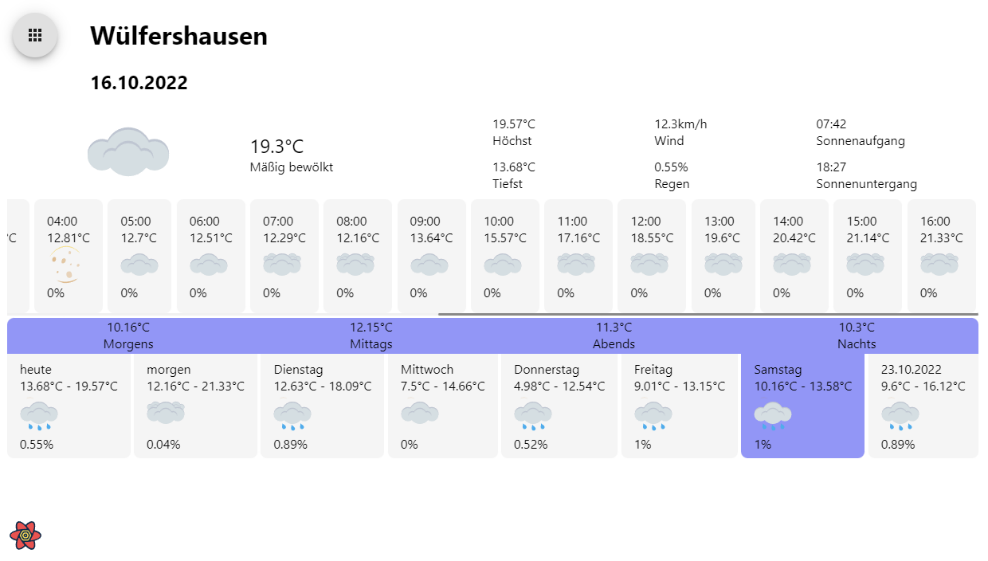 Wülfershausen
16.10.2022
19.3°C
Mäßig bewölkt
19.57°C
Höchst
13.68°C
Tiefst
12.3km/h
Wind
0.55%
Regen
07:42
Sonnenaufgang
18:27
Sonnenuntergang
°C
04:00
12.81°C
0%
05:00
12.7°C
0%
06:00
12.51°C
0%
07:00
12.29°C
0%
08:00
12.16°C
0%
09:00
13.64°C
0%
10:00
15.57°C
0%
11:00
17.16°C
0%
12:00
18.55°C
0%
13:00
19.6°C
0%
14:00
20.42°C
0%
15:00
21.14°C
0%
16:00
21.33°C
0%
10.16°C
Morgens
12.15°C
Mittags
11.3°C
Abends
10.3°C
Nachts
heute
13.68°C - 19.57°C
0.55%
morgen
12.16°C - 21.33°C
0.04%
Dienstag
12.63°C - 18.09°C
0.89%
Mittwoch
7.5°C - 14.66°C
0%
Donnerstag
4.98°C - 12.54°C
0.52%
Freitag
9.01°C - 13.15°C
1%
Samstag
10.16°C - 13.58°C
1%
23.10.2022
9.6°C - 16.12°C
0.89%